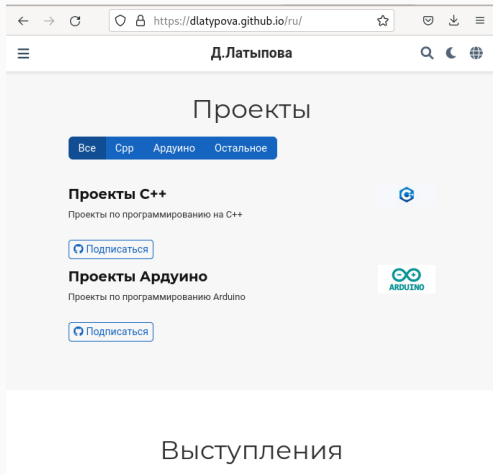 https://dlatypova.github.io/ru/
Д.Латыпова
Проекты
Все Cpp Ардуино Остальное
Проекты C++
Проекты по программированию на C++
Подписаться
Проекты Ардуино
ARDUINO
Проекты по программированию Arduino
Подписаться
Выступления